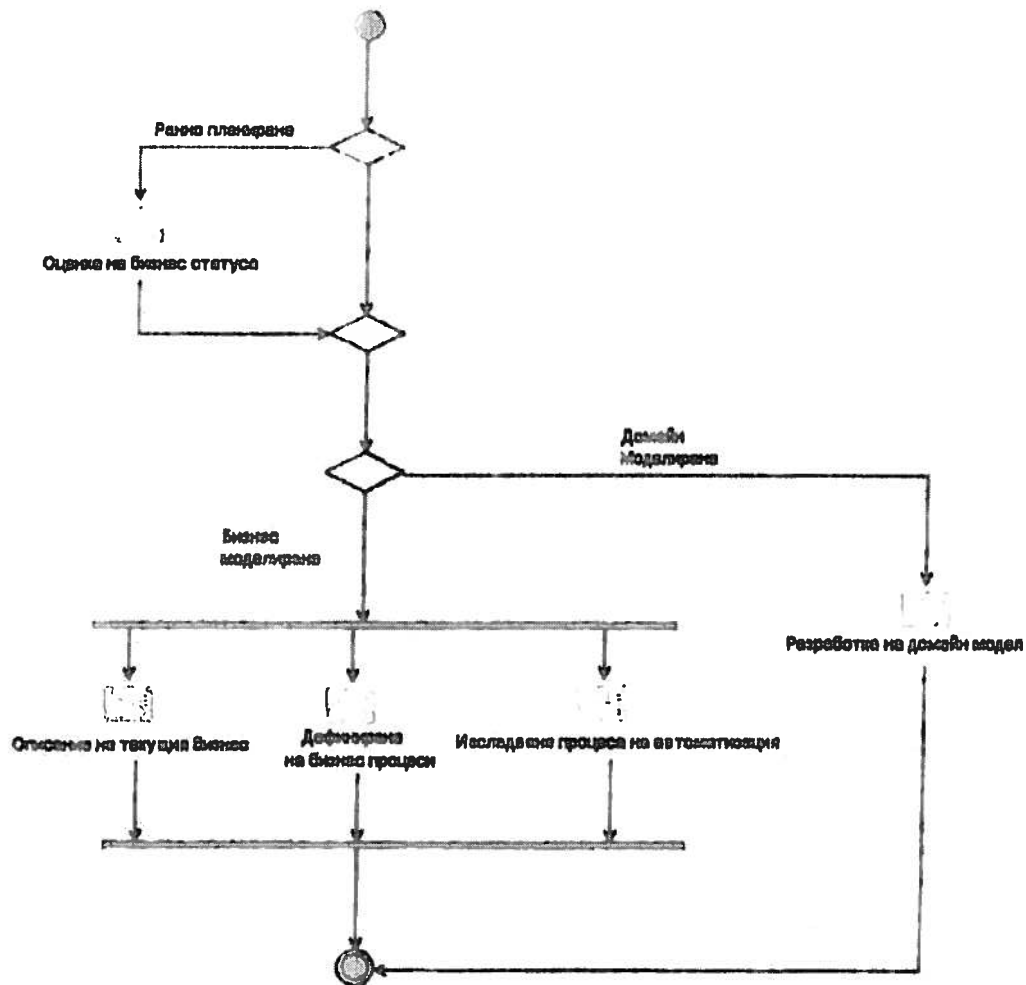 Ранно планиране
Оценка на бизнес статуса
Домейн
Моделиране
Бизнес
моделиране
Разработка на домейн модел
Описание на текущия Бизнес
Дефиниране
на бизнес процеси
Изследване процеса на автоматизация